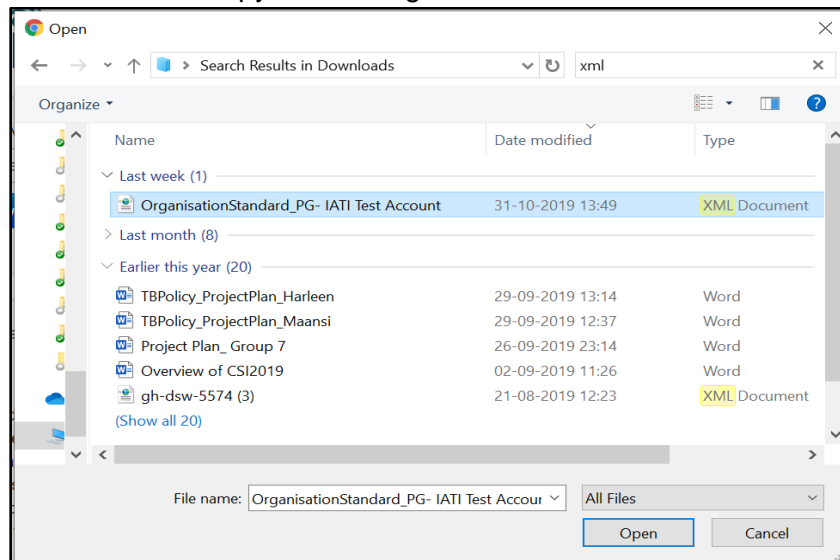 Open
Search Results in Downloads
xml
Organize
Name Date modified Type
Last week (1)
OrganisationStandard_PG- IATI Test Account 31-10-2019 13:49 XML Document
Last month (8)
Earlier this year (20)
TBPolicy_ProjectPlan_Harleen 29-09-2019 13:14 Word
TBPolicy_ProjectPlan_Maansi 29-09-2019 12:37 Word
Project Plan_ Group 7 26-09-2019 23:14 Word
Overview of CSI2019 02-09-2019 11:26 Word
gh-dsw-5574 (3) 21-08-2019 12:23 XML Document
(Show all 20)
File name: OrganisationStandard_PG- IATI Test Accour All Files
Open Cancel